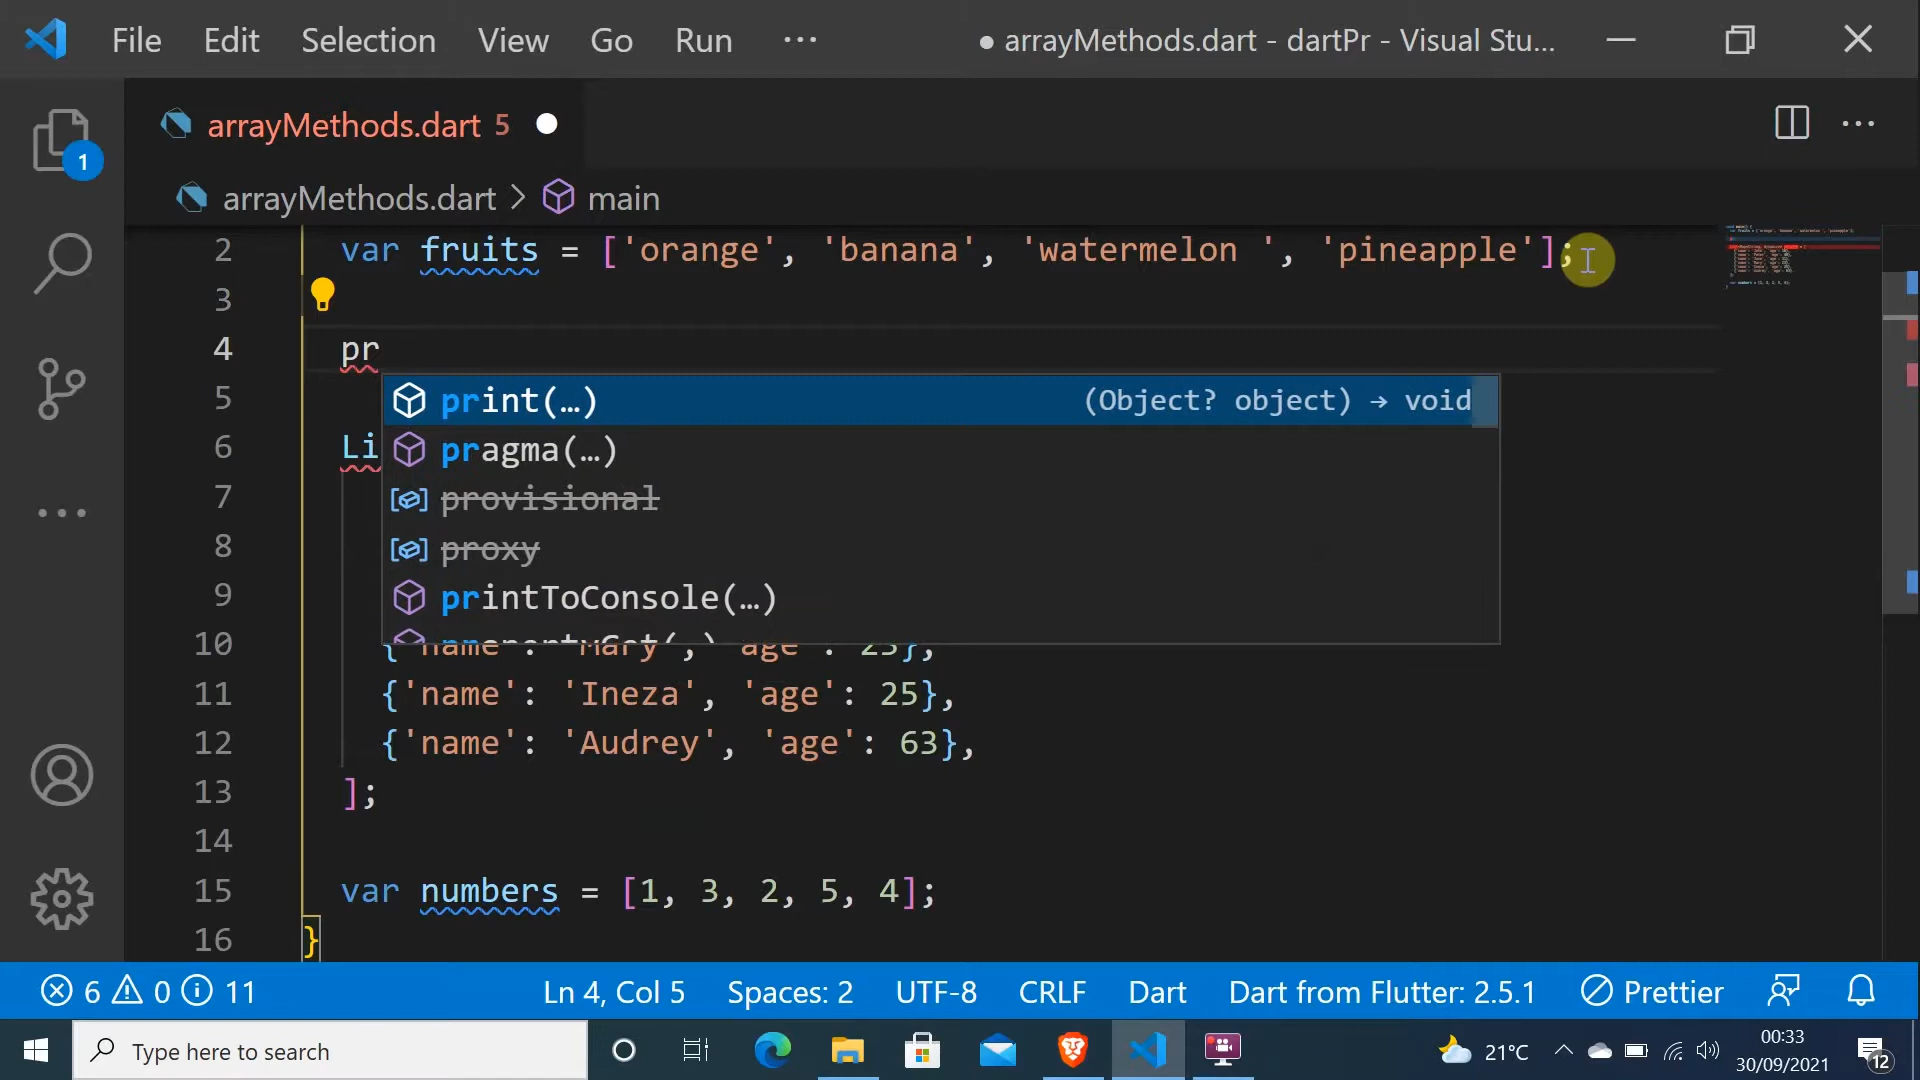 File Edit Selection View Go Run ··· ● arrayMethods.dart - dartPr - Visual Stu...
arrayMethods.dart 5
1
arrayMethods.dart > main
2 var fruits = ['orange', 'banana', 'watermelon ', 'pineapple'];
3
4 pr
print(…) (Object? object) → void
5
pragma(…)
6 Li
provisional
7
proxy
8
printToConsole(…)
9
propertyGet(…)
10 {'name': 'Mary', 'age': 25},
11 {'name': 'Ineza', 'age': 25},
12 {'name': 'Audrey', 'age': 63},
13 ];
14
15 var numbers = [1, 3, 2, 5, 4];
16 }
6 0 11 Ln 4, Col 5 Spaces: 2 UTF-8 CRLF Dart Dart from Flutter: 2.5.1 Prettier
Type here to search 21°C 00:33
30/09/2021 12